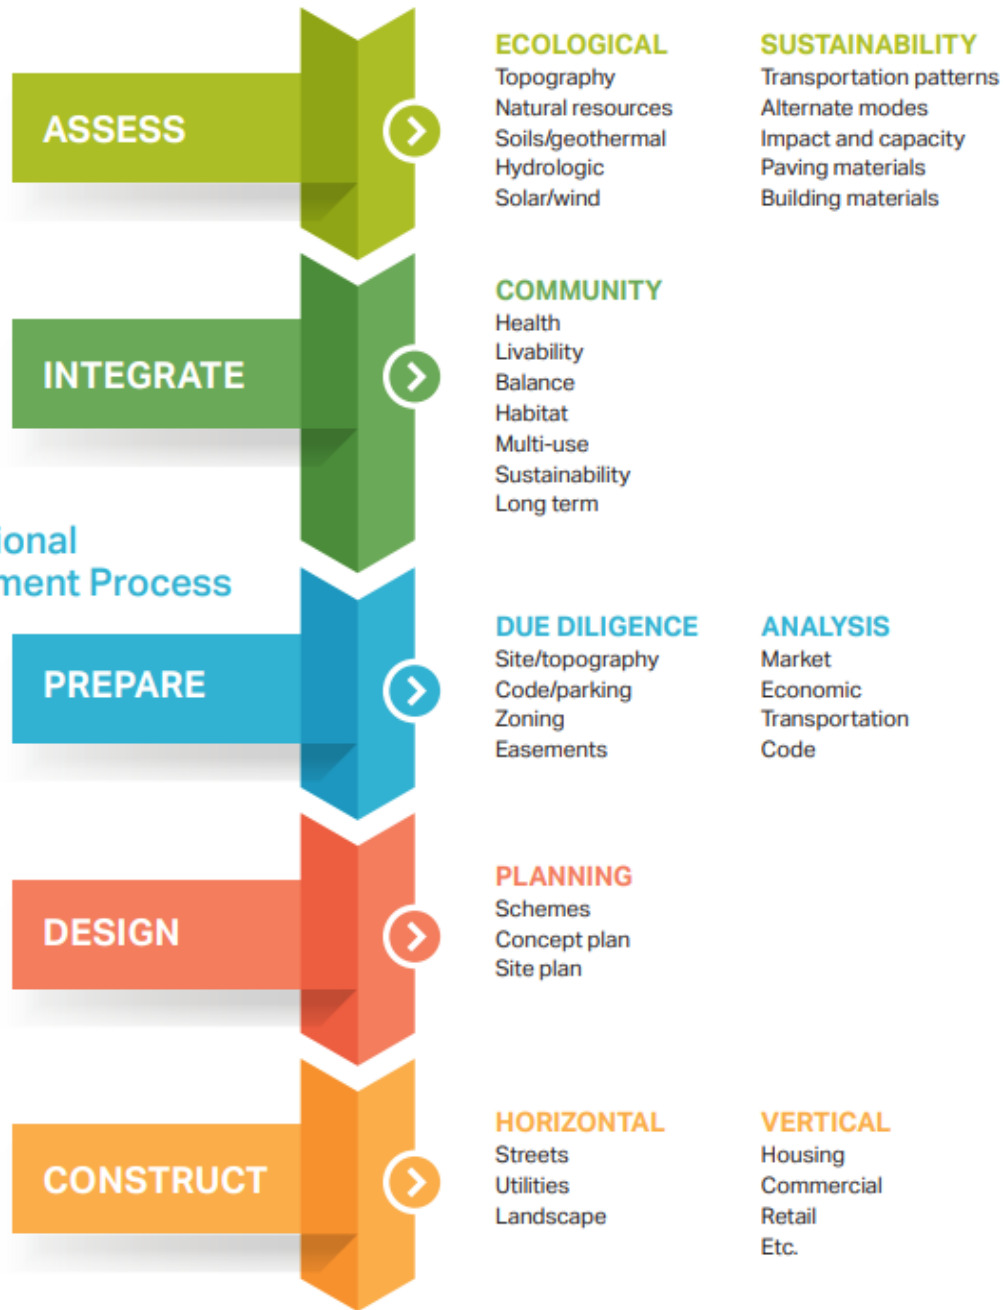 ASSESS
ECOLOGICAL
Topography
Natural resources
Soils/geothermal
Hydrologic
Solar/wind
SUSTAINABILITY
Transportation patterns
Alternate modes
Impact and capacity
Paving materials
Building materials
INTEGRATE
COMMUNITY
Health
Livability
Balance
Habitat
Multi-use
Sustainability
Long term
ional
ment Process
PREPARE
DUE DILIGENCE
Site/topography
Code/parking
Zoning
Easements
ANALYSIS
Market
Economic
Transportation
Code
DESIGN
PLANNING
Schemes
Concept plan
Site plan
CONSTRUCT
HORIZONTAL
Streets
Utilities
Landscape
VERTICAL
Housing
Commercial
Retail
Etc.